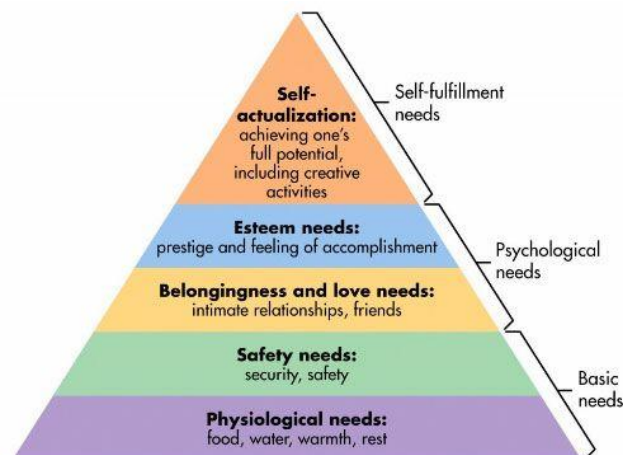 Self-
actualization:
achieving one's
full potential,
including creative
activities
Self-fulfillment
needs
Esteem needs:
prestige and feeling of accomplishment
Psychological
needs
Belongingness and love needs:
intimate relationships, friends
Safety needs:
security, safety
Basic
needs
Physiological needs:
food, water, warmth, rest